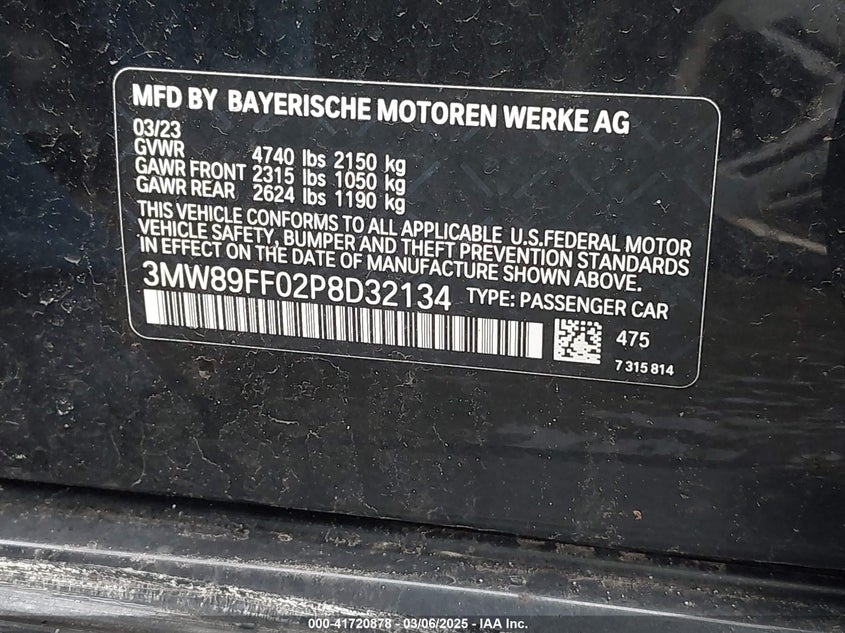 MFD BY BAYERISCHE MOTOREN WERKE AG
03/23
GVWR 4740 lbs 2150 kg
GAWR FRONT 2315 lbs 1050 kg
GAWR REAR 2624 lbs 1190 kg
THIS VEHICLE CONFORMS TO ALL APPLICABLE U.S.FEDERAL MOTOR
VEHICLE SAFETY, BUMPER AND THEFT PREVENTION STANDARDS
IN EFFECT ON THE DATE OF MANUFACTURE SHOWN ABOVE.
3MW89FF02P8D32134 TYPE: PASSENGER CAR
475
7 315 814
000-41720878 - 03/06/2025 - IAA Inc.